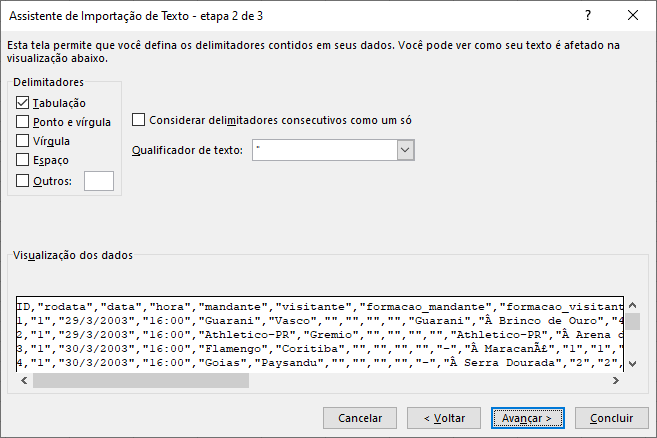 Assistente de Importação de Texto - etapa 2 de 3
Esta tela permite que você defina os delimitadores contidos em seus dados. Você pode ver como seu texto é afetado na
visualização abaixo.
Delimitadores
Tabulação
Ponto e vírgula
Vírgula
Espaço
Outros:
Considerar delimitadores consecutivos como um só
Qualificador de texto: "
Visualização dos dados
ID,"rodata","data","hora","mandante","visitante","formacao_mandante","formacao_visitant
1,"1","29/3/2003","16:00","Guarani","Vasco","","","","","Guarani","Â Brinco de Ouro","4
2,"1","29/3/2003","16:00","Athletico-PR","Gremio","","","","","Athletico-PR","Â Arena d
3,"1","30/3/2003","16:00","Flamengo","Coritiba","","","","","-","Â MaracanÃ£","1","1","
4,"1","30/3/2003","16:00","Goias","Paysandu","","","","","-","Â Serra Dourada","2","2",
Cancelar
< Voltar
Avançar >
Concluir